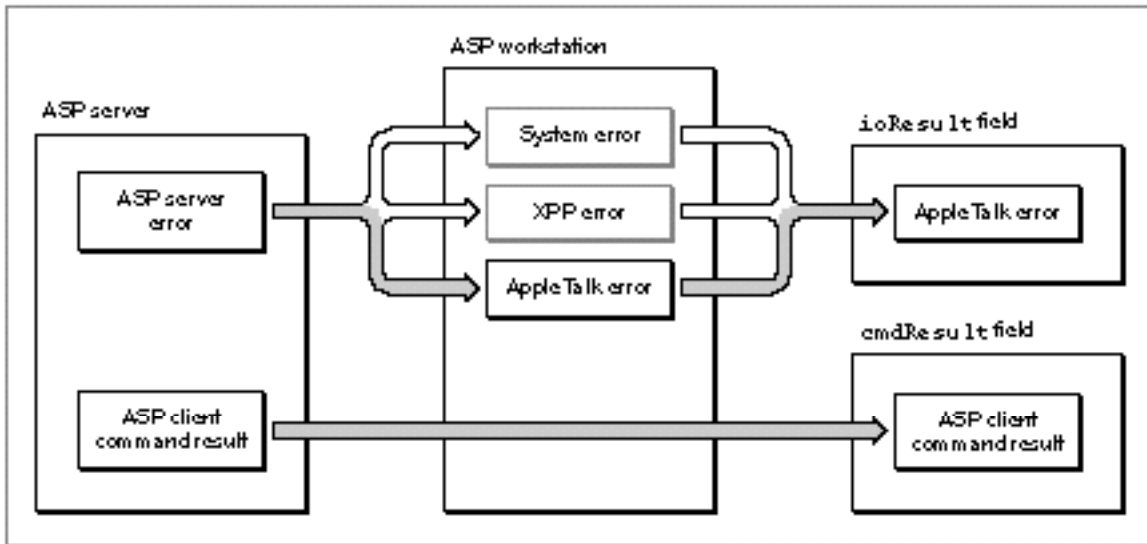 ASP workstation
ASP server
System error
ioResult field
ASP server
error
XPP error
AppleTalk error
AppleTalk error
cmdResult field
ASP client
command result
ASP client
command result